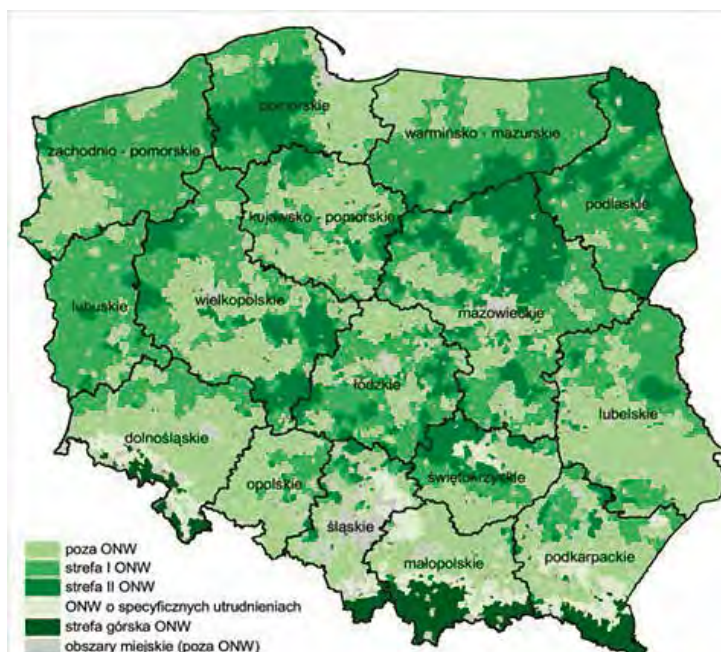 pomorskie
zachodnio - pomorskie
warmińsko - mazurskie
podlaskie
kujawsko - pomorskie
lubuskie
wielkopolskie
mazowieckie
łódzkie
lubelskie
dolnośląskie
opolskie
świętokrzyskie
śląskie
małopolskie
podkarpackie
poza ONW
strefa I ONW
strefa II ONW
ONW o specyficznych utrudnieniach
strefa górska ONW
obszary miejskie (poza ONW)